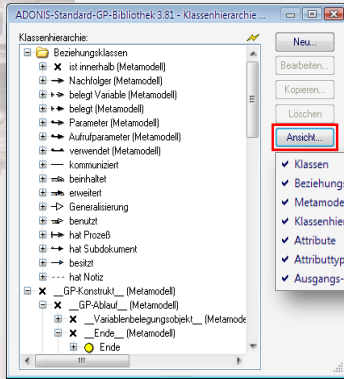 ADONIS-Standard-GP-Bibliothek 3.81 - Klassenhierarchie ...
Klassenhierarchie:
Beziehungsklassen
ist innerhalb (Metamodell)
Nachfolger (Metamodell)
belegt Variable (Metamodell)
belegt (Metamodell)
Parameter (Metamodell)
Aufrufparameter (Metamodell)
verwendet (Metamodell)
kommuniziert
beinhaltet
erweitert
Generalisierung
benutzt
hat Prozeß
hat Subdokument
besitzt
hat Notiz
__GP-Konstrukt__ (Metamodell)
__GP-Ablauf__ (Metamodell)
__Variablenbelegungsobjekt__ (Metamode
__Ende__ (Metamodell)
Ende
Neu...
Bearbeiten...
Kopieren...
Löschen
Ansicht...
Klassen
Beziehungs
Metamode
Klassenhier
Attribute
Attributtyp
Ausgangs-